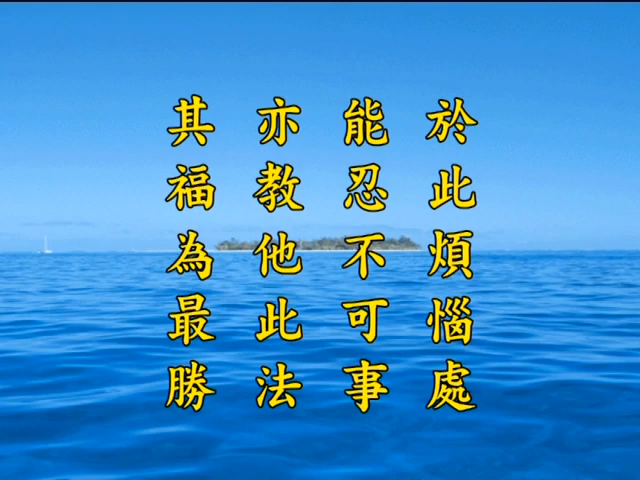 於此煩惱處
能忍不可事
亦教他此法
其福為最勝